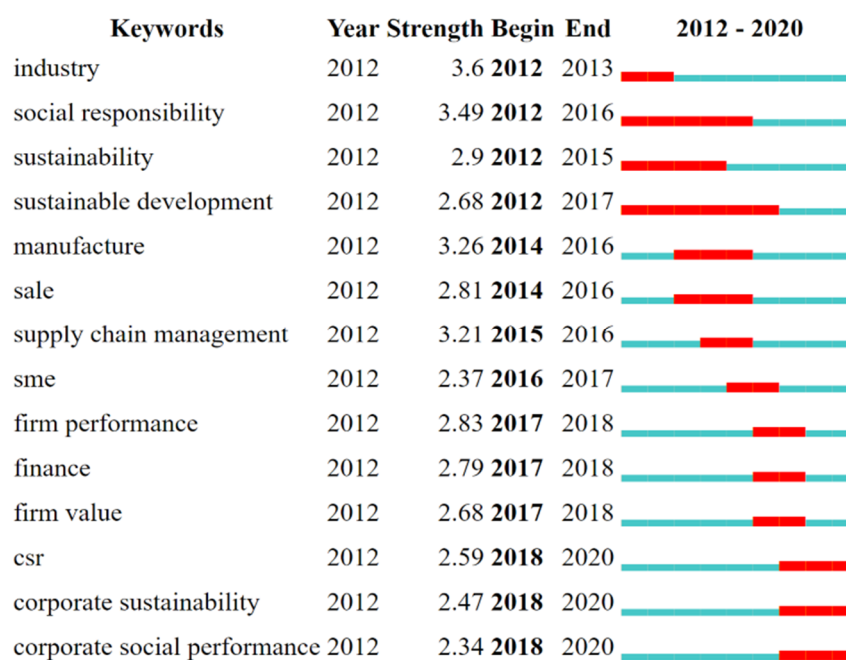 Keywords Year Strength Begin End 2012 - 2020
industry 2012 3.6 2012 2013
social responsibility 2012 3.49 2012 2016
sustainability 2012 2.9 2012 2015
sustainable development 2012 2.68 2012 2017
manufacture 2012 3.26 2014 2016
sale 2012 2.81 2014 2016
supply chain management 2012 3.21 2015 2016
sme 2012 2.37 2016 2017
firm performance 2012 2.83 2017 2018
finance 2012 2.79 2017 2018
firm value 2012 2.68 2017 2018
csr 2012 2.59 2018 2020
corporate sustainability 2012 2.47 2018 2020
corporate social performance 2012 2.34 2018 2020